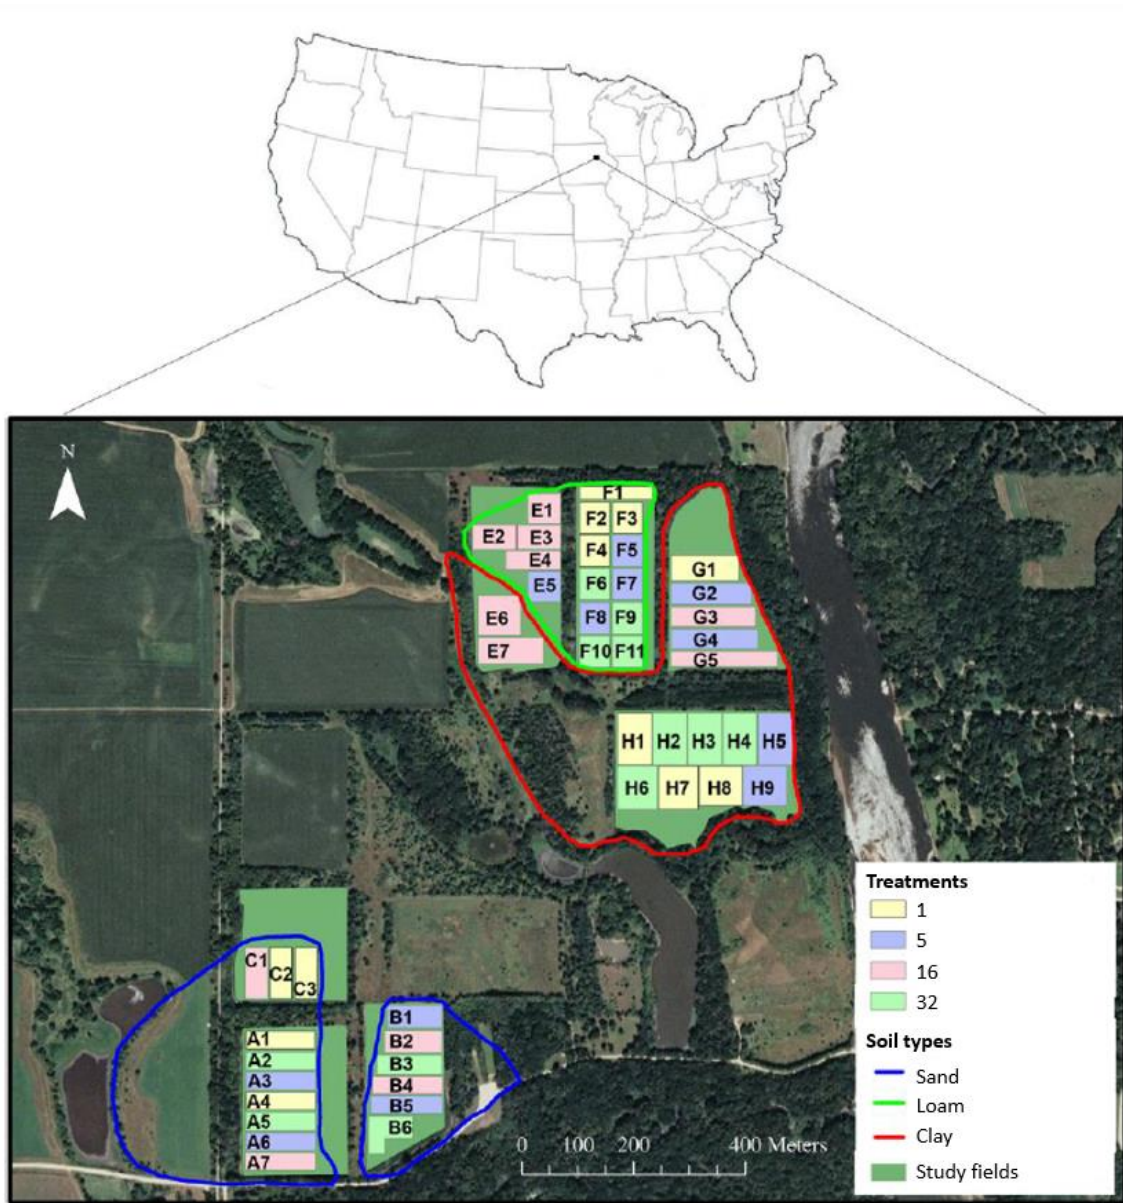 N
F1
E1
F2 F3
E2 E3
F4 F5
E4
G1
E5
F6 F7
G2
E6
F8 F9
G3
G4
E7
F10 F11
G5
H1 H2 H3 H4 H5
H6 H7 H8 H9
Treatments
1
5
16
32
Soil types
Sand
Loam
Clay
Study fields
C1 C2 C3
B1
A1
B2
A2
B3
A3
B4
A4
B5
A5
B6
A6
A7
0 100 200 400 Meters